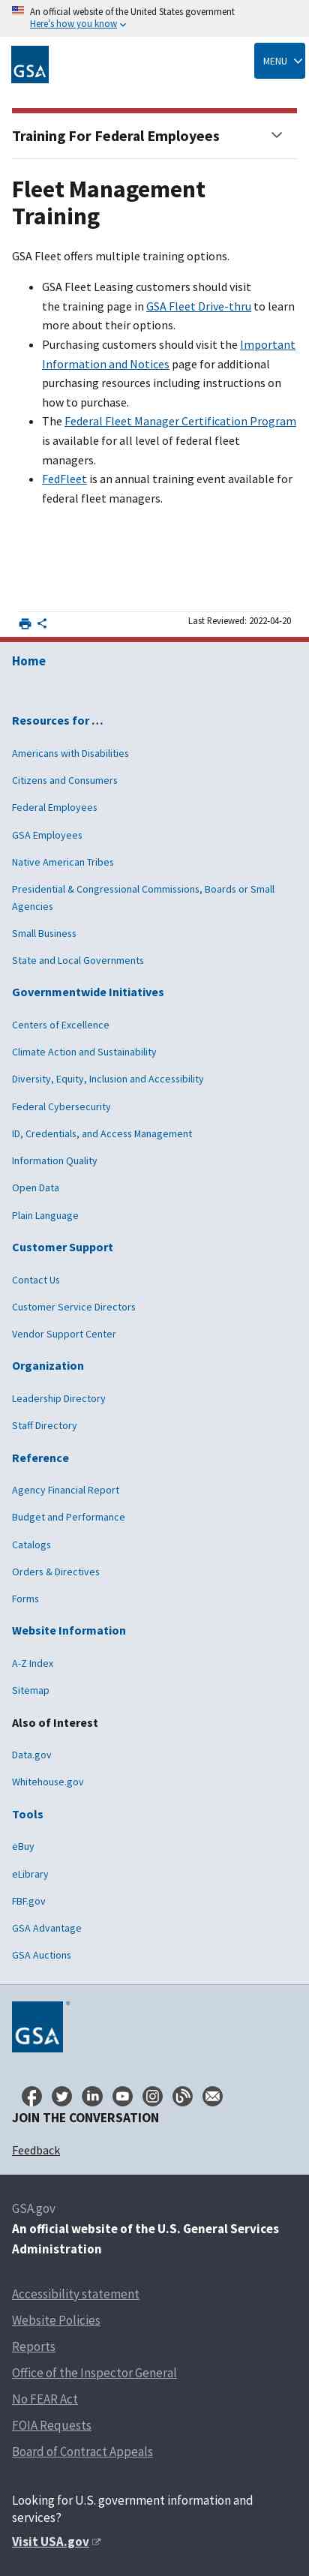 An official website of the United States government
Here's how you know
GSA
MENU
Training For Federal Employees
Fleet Management
Training
GSA Fleet offers multiple training options.
• GSA Fleet Leasing customers should visit
the training page in GSA Fleet Drive-thru to learn
more about their options.
• Purchasing customers should visit the Important
Information and Notices page for additional
purchasing resources including instructions on
how to purchase.
• The Federal Fleet Manager Certification Program
is available for all level of federal fleet
managers.
• FedFleet is an annual training event available for
federal fleet managers.
Last Reviewed: 2022-04-20
Home
Resources for …
Americans with Disabilities
Citizens and Consumers
Federal Employees
GSA Employees
Native American Tribes
Presidential & Congressional Commissions, Boards or Small
Agencies
Small Business
State and Local Governments
Governmentwide Initiatives
Centers of Excellence
Climate Action and Sustainability
Diversity, Equity, Inclusion and Accessibility
Federal Cybersecurity
ID, Credentials, and Access Management
Information Quality
Open Data
Plain Language
Customer Support
Contact Us
Customer Service Directors
Vendor Support Center
Organization
Leadership Directory
Staff Directory
Reference
Agency Financial Report
Budget and Performance
Catalogs
Orders & Directives
Forms
Website Information
A-Z Index
Sitemap
Also of Interest
Data.gov
Whitehouse.gov
Tools
eBuy
eLibrary
FBF.gov
GSA Advantage
GSA Auctions
GSA ®
JOIN THE CONVERSATION
Feedback
GSA.gov
An official website of the U.S. General Services
Administration
Accessibility statement
Website Policies
Reports
Office of the Inspector General
No FEAR Act
FOIA Requests
Board of Contract Appeals
Looking for U.S. government information and
services?
Visit USA.gov